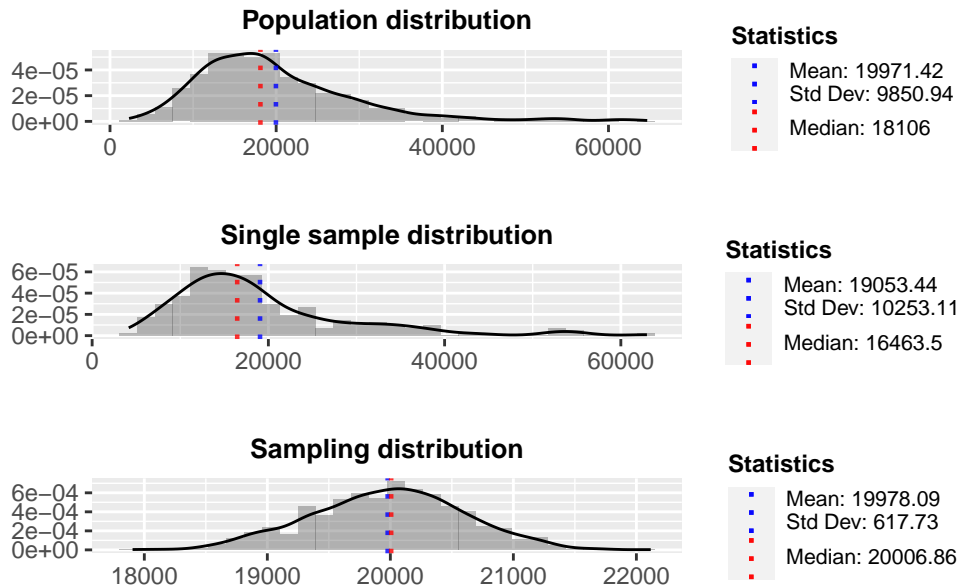 Population distribution
4e−05
2e−05
0e+00
0
20000
40000
60000
Statistics
Mean: 19971.42
Std Dev: 9850.94
Median: 18106
Single sample distribution
6e−05
4e−05
2e−05
0e+00
0
20000
40000
60000
Statistics
Mean: 19053.44
Std Dev: 10253.11
Median: 16463.5
Sampling distribution
6e−04
4e−04
2e−04
0e+00
18000
19000
20000
21000
22000
Statistics
Mean: 19978.09
Std Dev: 617.73
Median: 20006.86